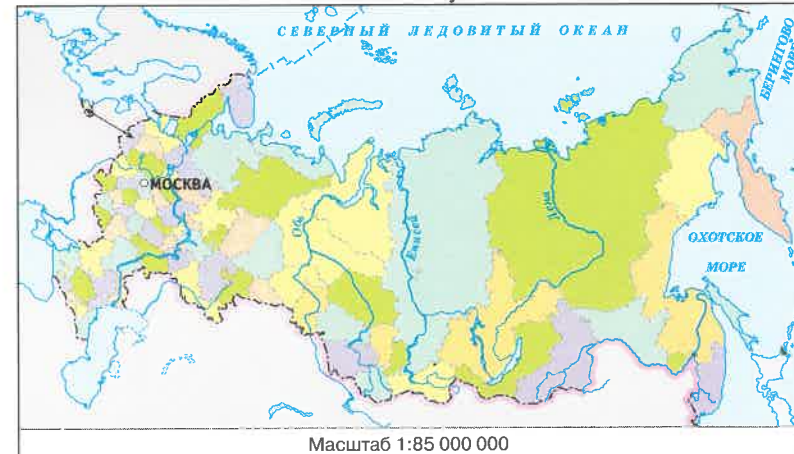 СЕВЕРНЫЙ ЛЕДОВИТЫЙ ОКЕАН
БЕРИНГОВО
МОРЕ
МОСКВА
Обь
Енисей
Лена
ОХОТСКОЕ
МОРЕ
Масштаб 1:85 000 000